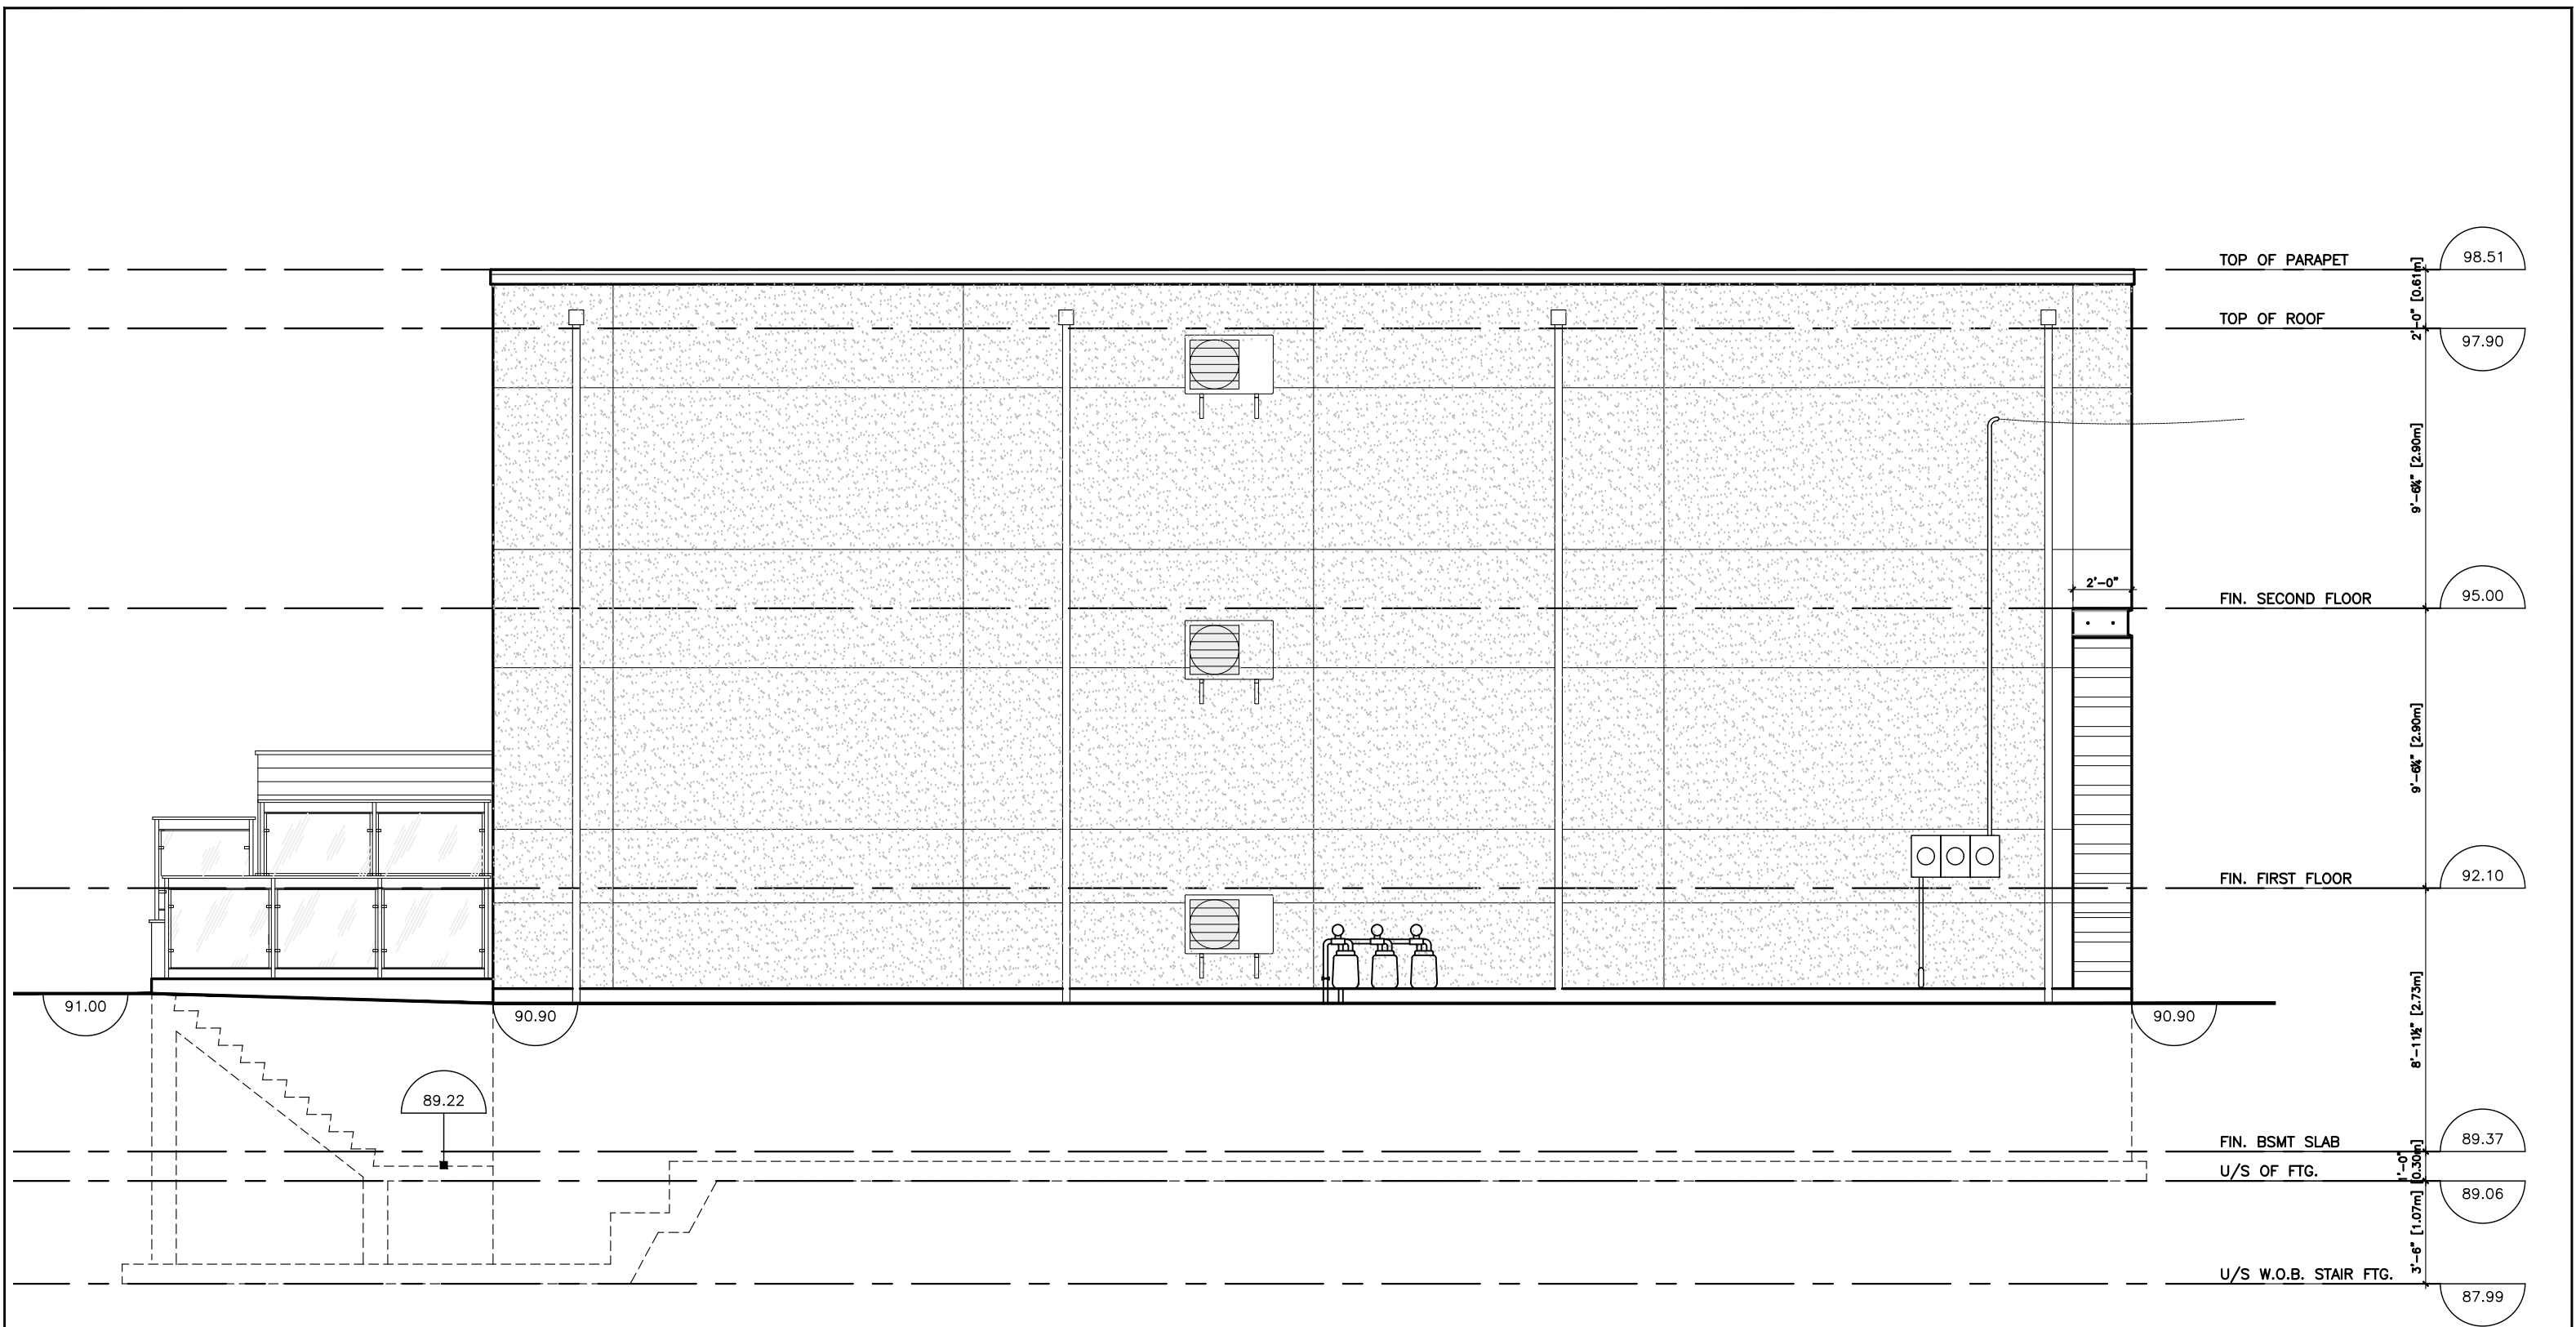 TOP OF PARAPET
98.51
2'-0" [0.61m]
TOP OF ROOF
97.90
9'-6¼" [2.90m]
2'-0"
FIN. SECOND FLOOR
95.00
9'-6¼" [2.90m]
FIN. FIRST FLOOR
92.10
91.00
90.90
90.90
8'-11½" [2.73m]
89.22
FIN. BSMT SLAB
89.37
1'-0" [0.30m]
U/S OF FTG.
89.06
3'-6" [1.07m]
U/S W.O.B. STAIR FTG.
87.99